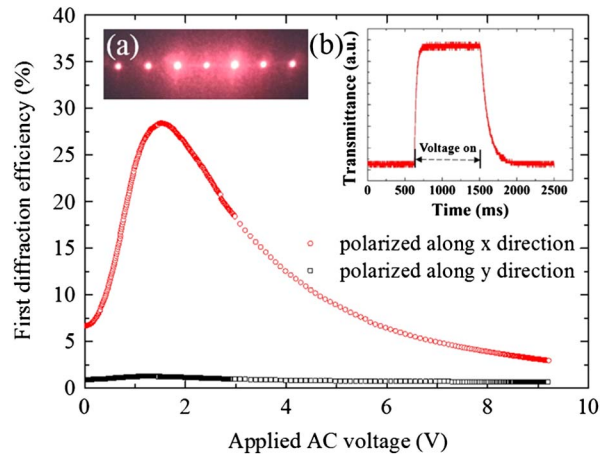 First diffraction efficiency (%)
40
35
30
25
20
15
10
5
0
(a)
(b)
Transmittance (a.u.)
Voltage on
0 500 1000 1500 2000 2500
Time (ms)
polarized along x direction
polarized along y direction
0 2 4 6 8 10
Applied AC voltage (V)